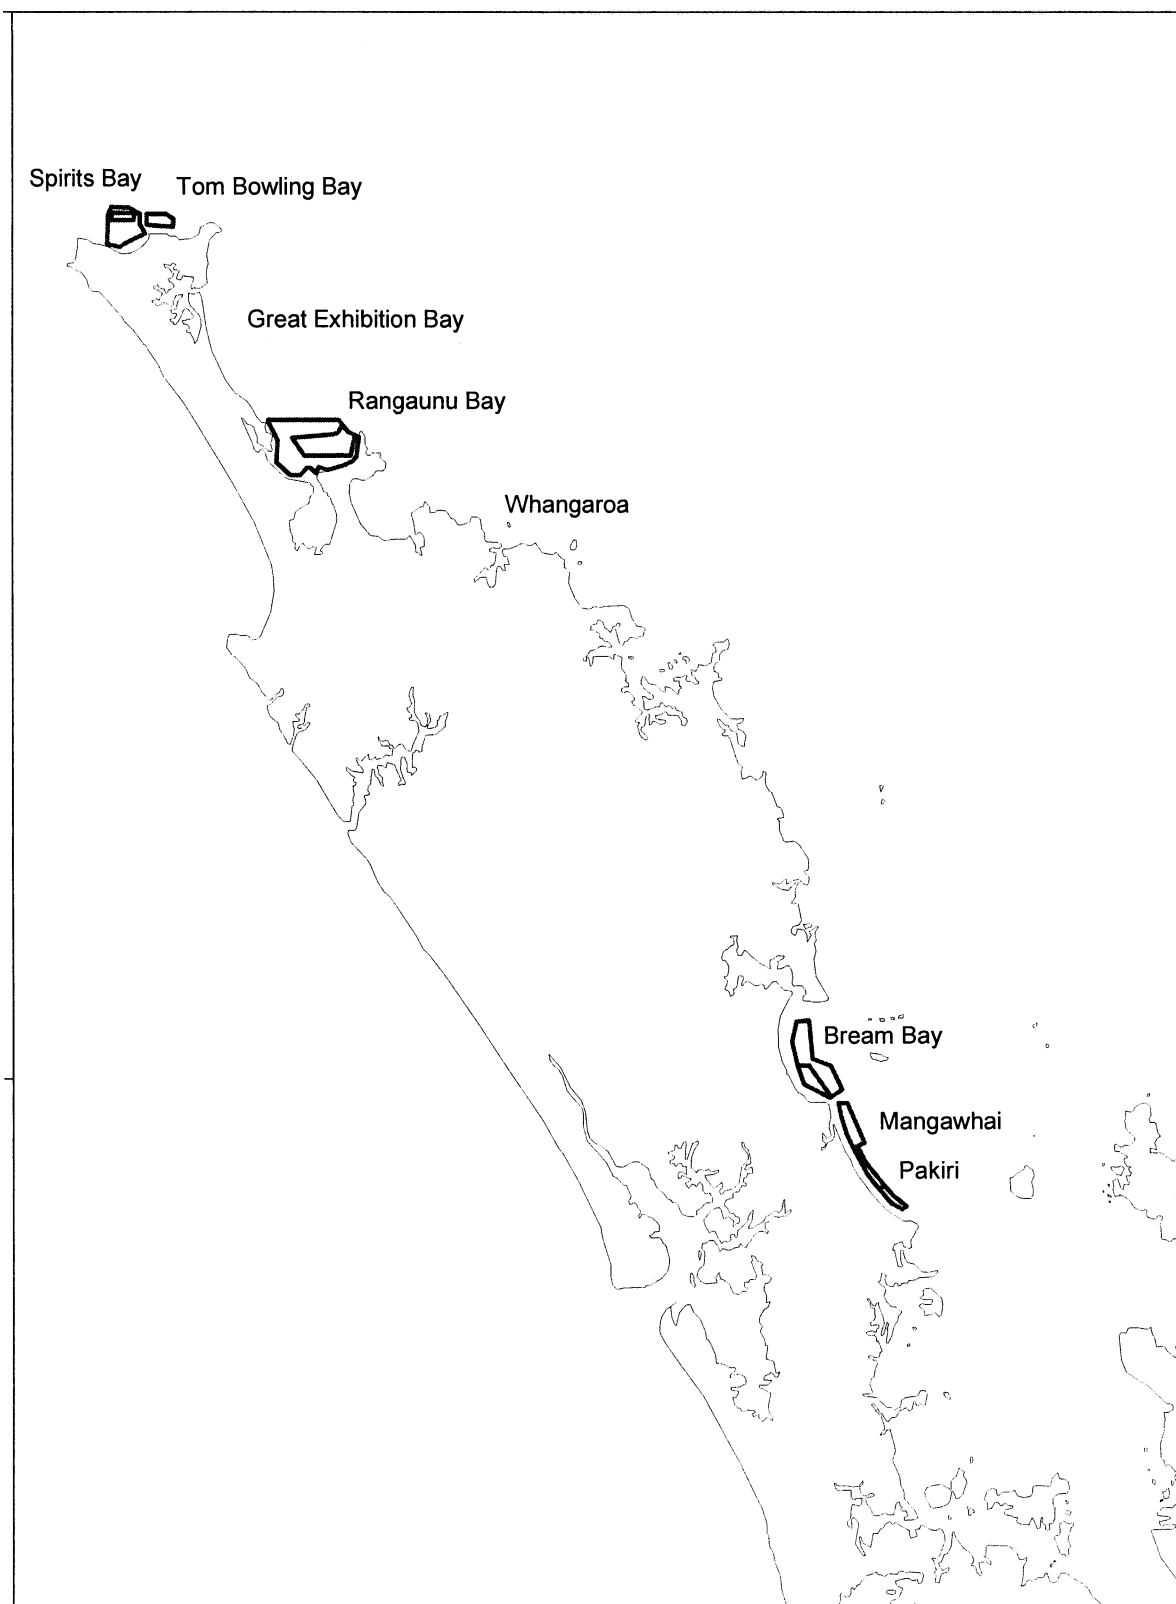 Spirits Bay
Tom Bowling Bay
Great Exhibition Bay
Rangaunu Bay
Whangaroa
Bream Bay
Mangawhai
Pakiri